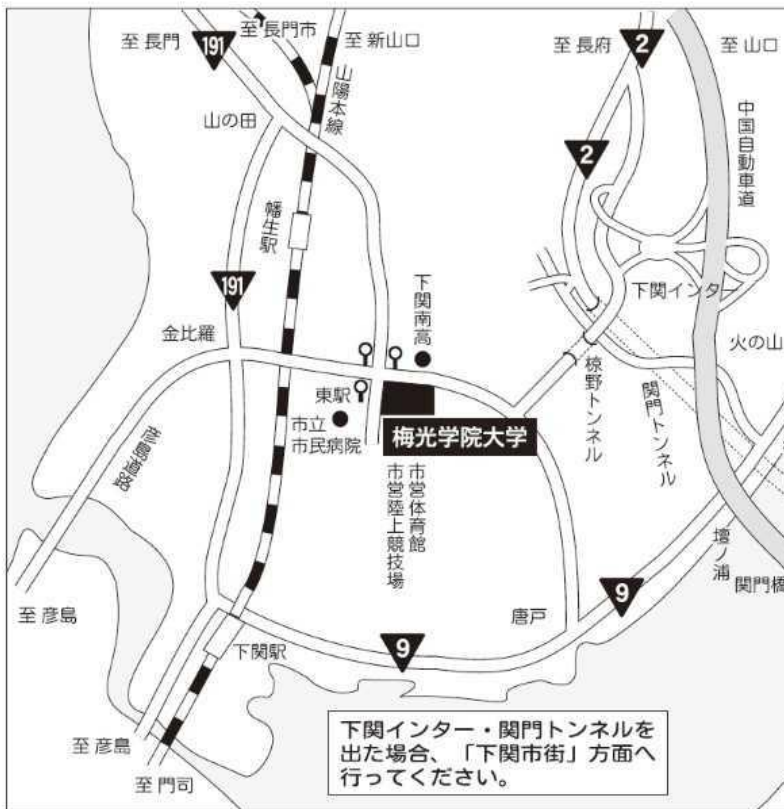 至 長門
191
至 長門市
至 新山口
至 長府
2
至 山口
山陽本線
中国自動車道
山の田
2
幡生駅
191
下関南高
下関インター
金比羅
火の山
東駅
市立
市民病院
梅光学院大学
椋野トンネル
関門トンネル
彦島道路
市営体育館
市営陸上競技場
壇ノ浦
関門橋
9
至 彦島
唐戸
下関駅
9
至 彦島
至 門司
下関インター・関門トンネルを
出た場合、「下関市街」方面へ
行ってください。